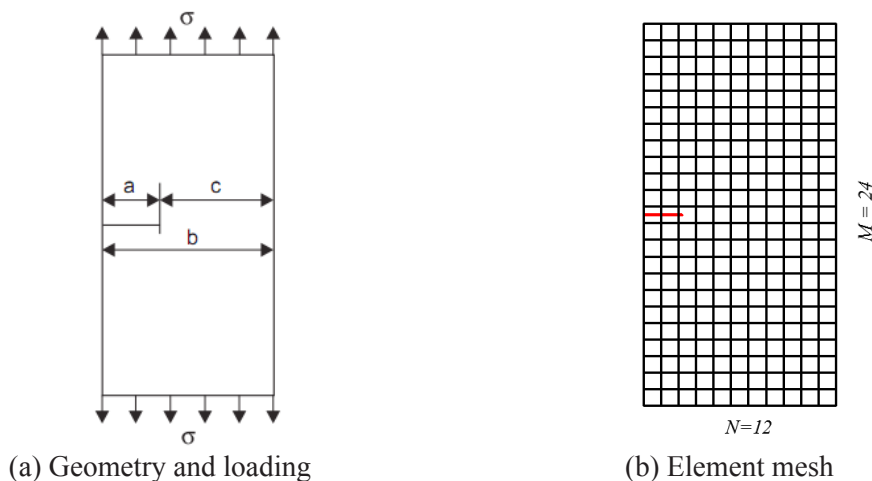 σ
a
c
b
σ
(a) Geometry and loading
M = 24
N=12
(b) Element mesh